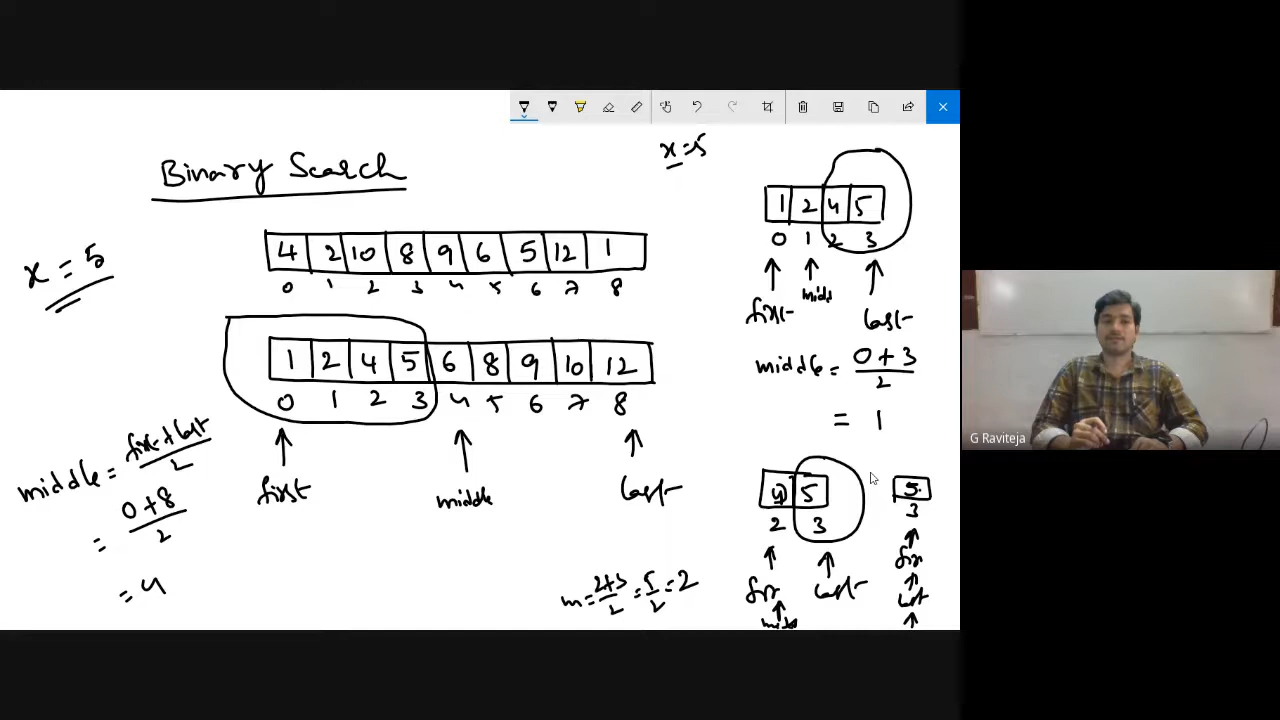 Binary Search
x = 5
4 2 10 8 9 6 5 12 1
0 1 2 3 4 5 6 7 8
1 2 4 5 6 8 9 10 12
0 1 2 3 4 5 6 7 8
first middle last
middle = first + last / 2
= 0 + 8 / 2
= 4
x = 5
1 2 4 5
0 1 2 3
first midd last
middle = 0 + 3 / 2
= 1
4 5
2 3
last
midd
m = 2+3 / 2 = 5 / 2 = 2
5
3
last
G Raviteja